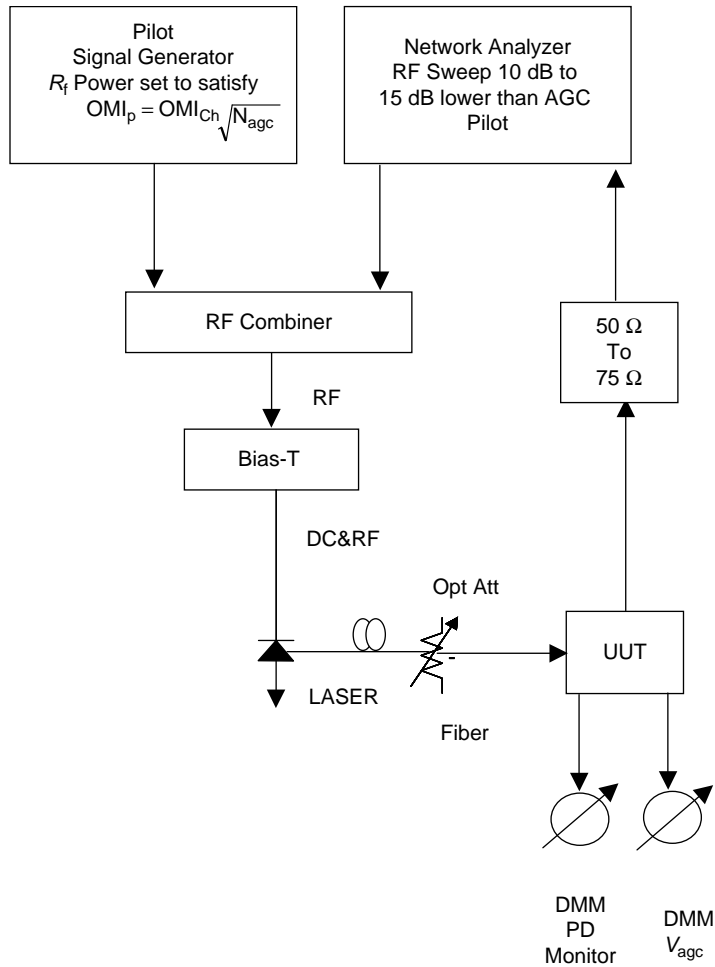 Pilot
Signal Generator
Rf Power set to satisfy
OMIp = OMICh√Nagc
Network Analyzer
RF Sweep 10 dB to
15 dB lower than AGC
Pilot
RF Combiner
50 Ω
To
75 Ω
RF
Bias-T
DC&RF
Opt Att
UUT
LASER
Fiber
DMM
PD
Monitor
DMM
Vagc